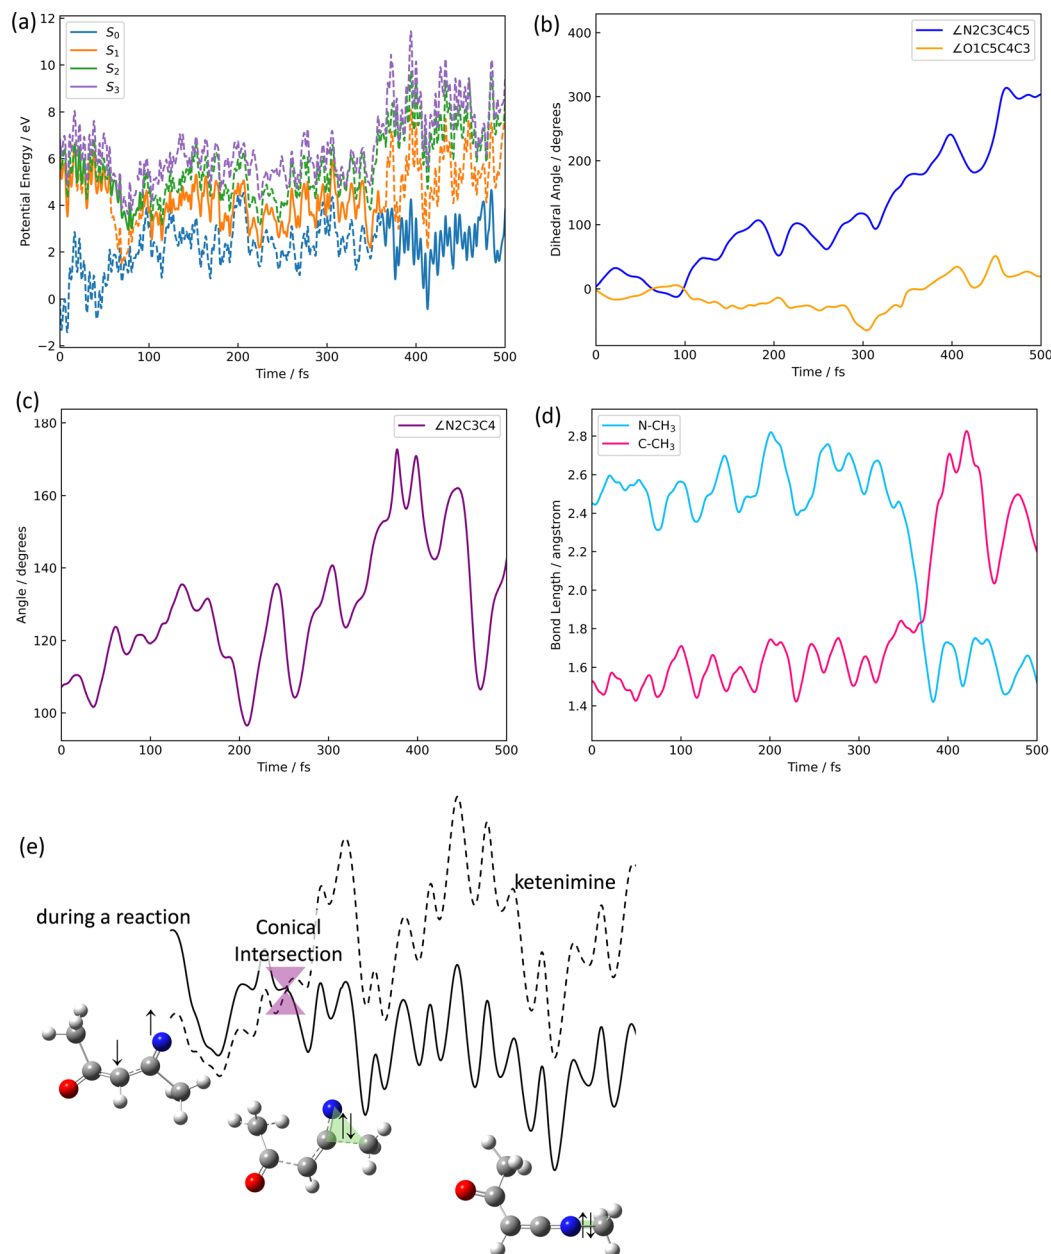 (a)
12
10
8
6
4
2
0
−2
Potential Energy / eV
S0
S1
S2
S3
0 100 200 300 400 500
Time / fs
(b)
400
300
200
100
0
Dihedral Angle / degrees
∠N2C3C4C5
∠O1C5C4C3
0 100 200 300 400 500
Time / fs
(c)
180
160
140
120
100
Angle / degrees
∠N2C3C4
0 100 200 300 400 500
Time / fs
(d)
2.8
2.6
2.4
2.2
2.0
1.8
1.6
1.4
Bond Length / angstrom
N-CH3
C-CH3
0 100 200 300 400 500
Time / fs
(e)
during a reaction
Conical
Intersection
ketenimine